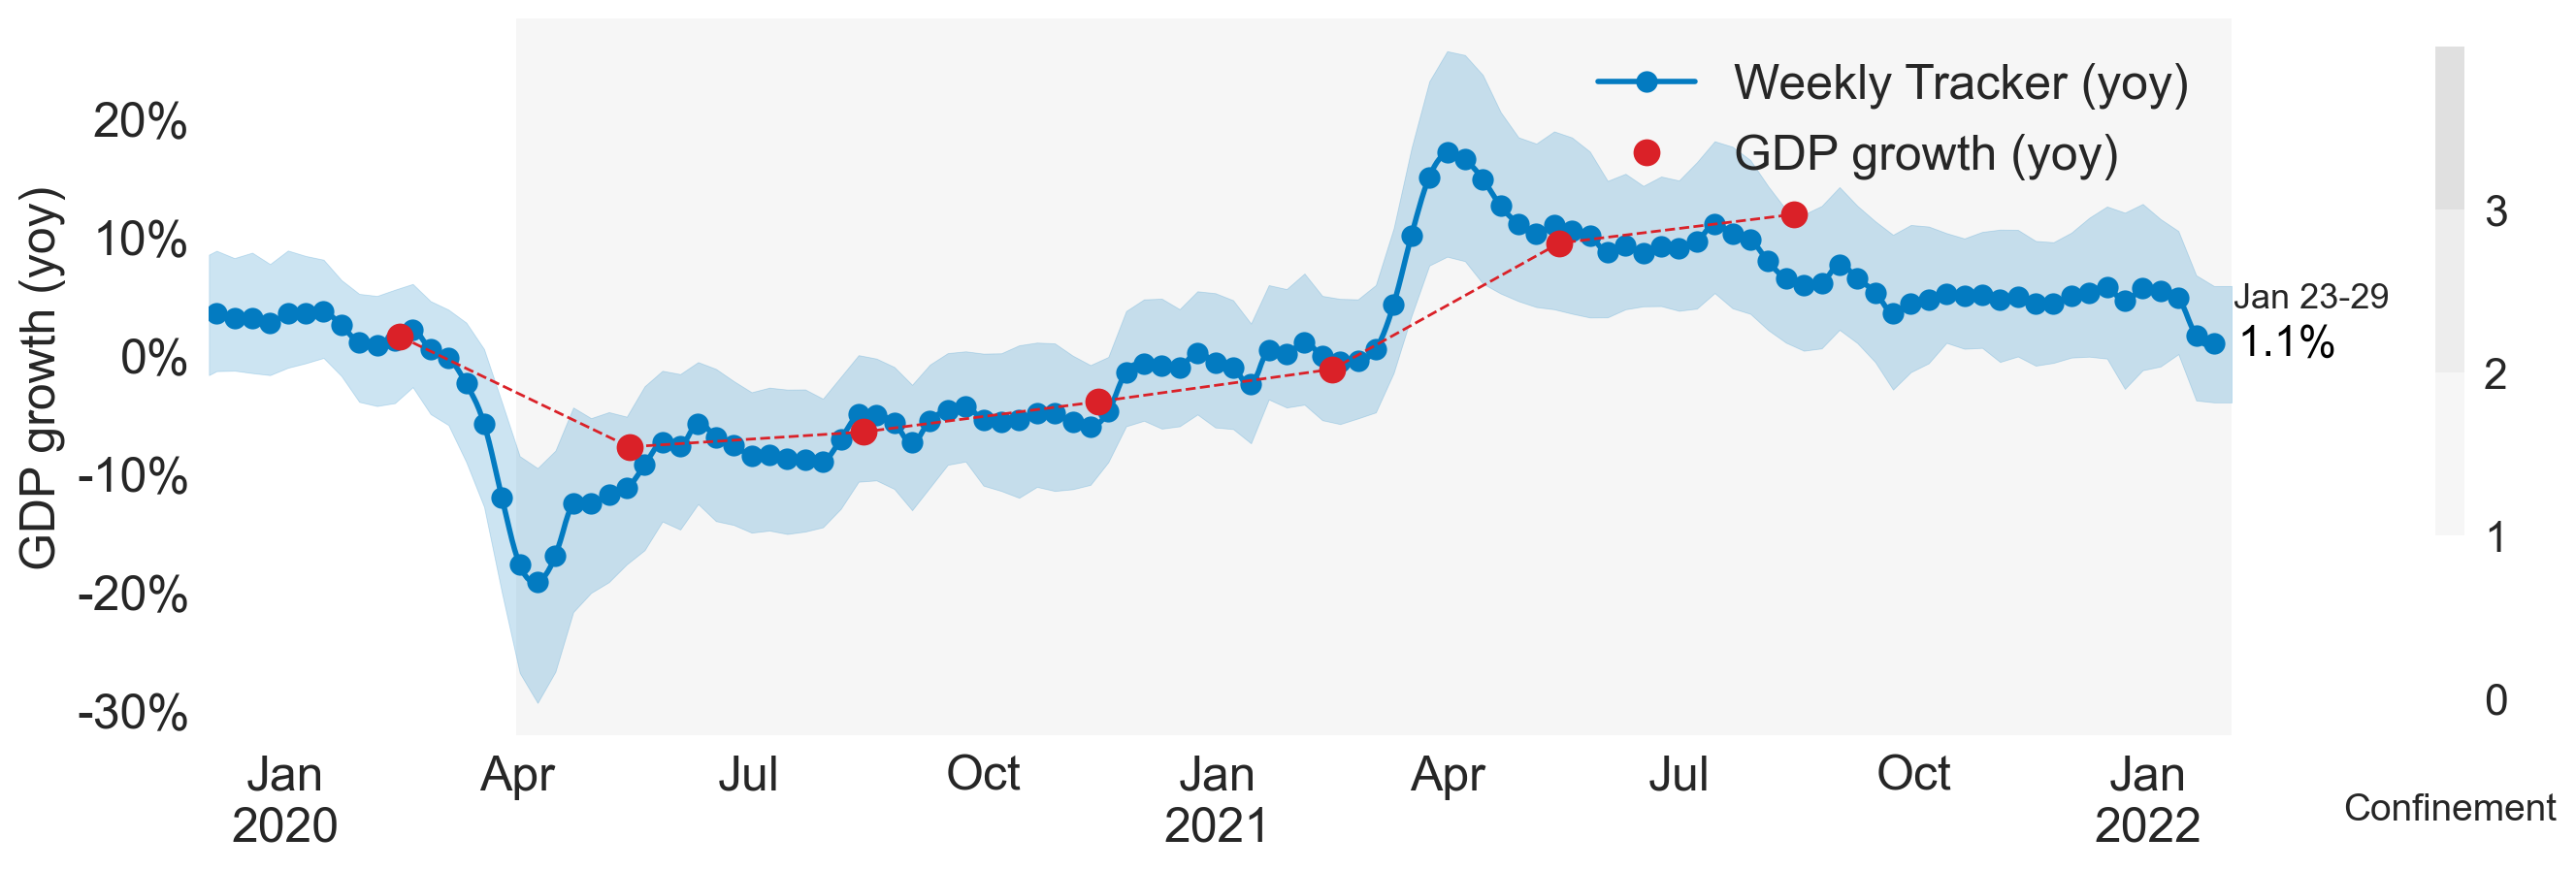 Weekly Tracker (yoy)
GDP growth (yoy)
GDP growth (yoy)
20%
10%
0%
-10%
-20%
-30%
Jan 23-29
1.1%
3
2
1
0
Jan Apr Jul Oct Jan Apr Jul Oct Jan
2020 2021 2022
Confinement